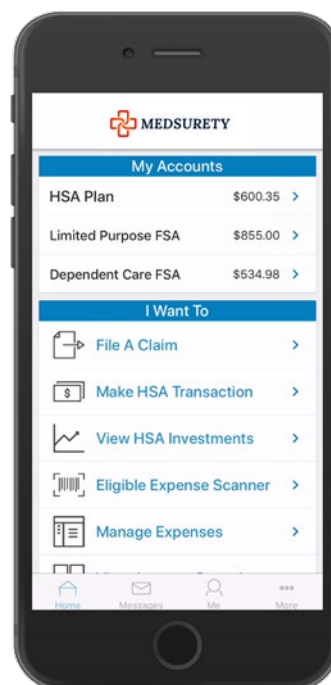 MEDSURETY
My Accounts
HSA Plan $600.35
Limited Purpose FSA $855.00
Dependent Care FSA $534.98
I Want To
File A Claim
Make HSA Transaction
View HSA Investments
$
Eligible Expense Scanner
Manage Expenses
Home Messages Me More